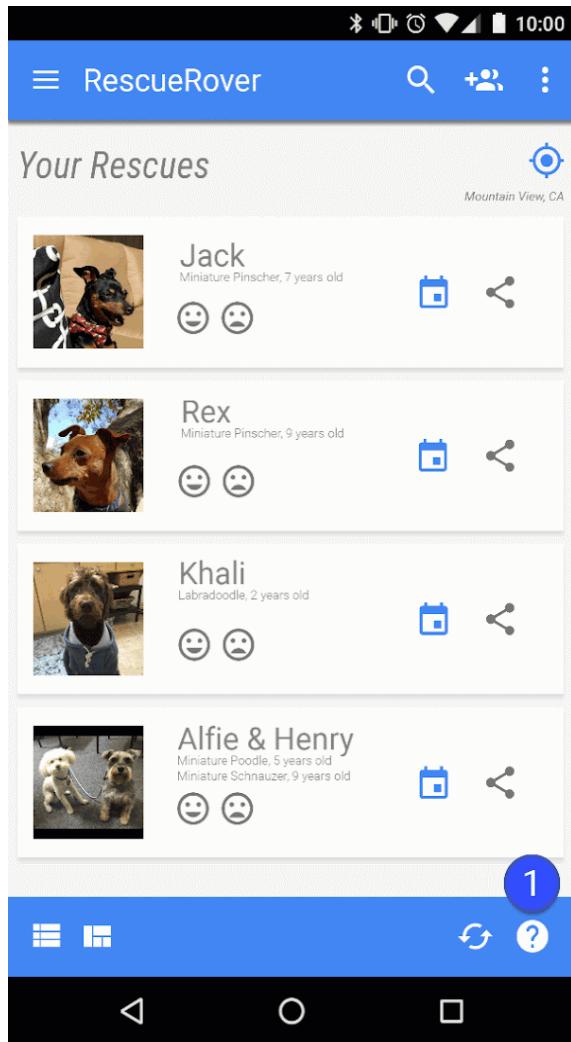 10:00
RescueRover
Your Rescues
Mountain View, CA
Jack
Miniature Pinscher, 7 years old
Rex
Miniature Pinscher, 9 years old
Khali
Labradoodle, 2 years old
Alfie & Henry
Miniature Poodle, 5 years old
Miniature Schnauzer, 9 years old
1
?